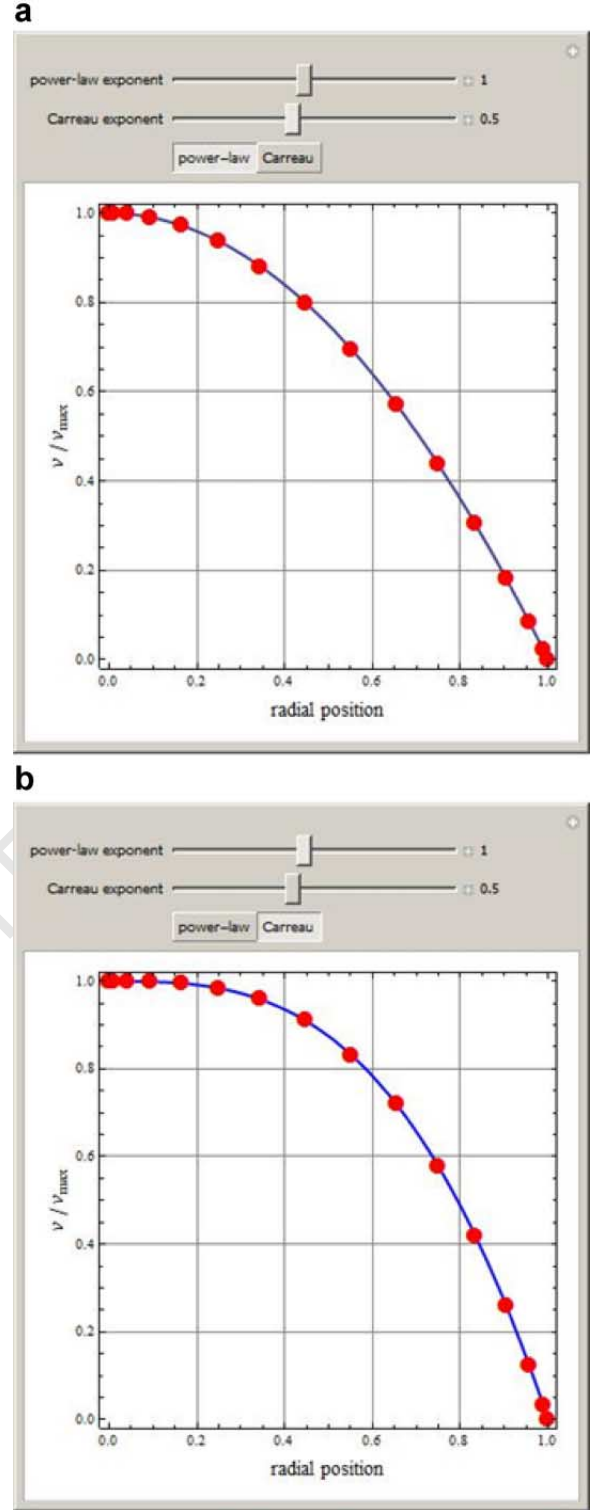 a
power-law exponent 1
Carreau exponent 0.5
power-law Carreau
1.0
0.8
0.6
0.4
0.2
0.0
v / vmax
0.0 0.2 0.4 0.6 0.8 1.0
radial position
b
power-law exponent 1
Carreau exponent 0.5
power-law Carreau
1.0
0.8
0.6
0.4
0.2
0.0
v / vmax
0.0 0.2 0.4 0.6 0.8 1.0
radial position